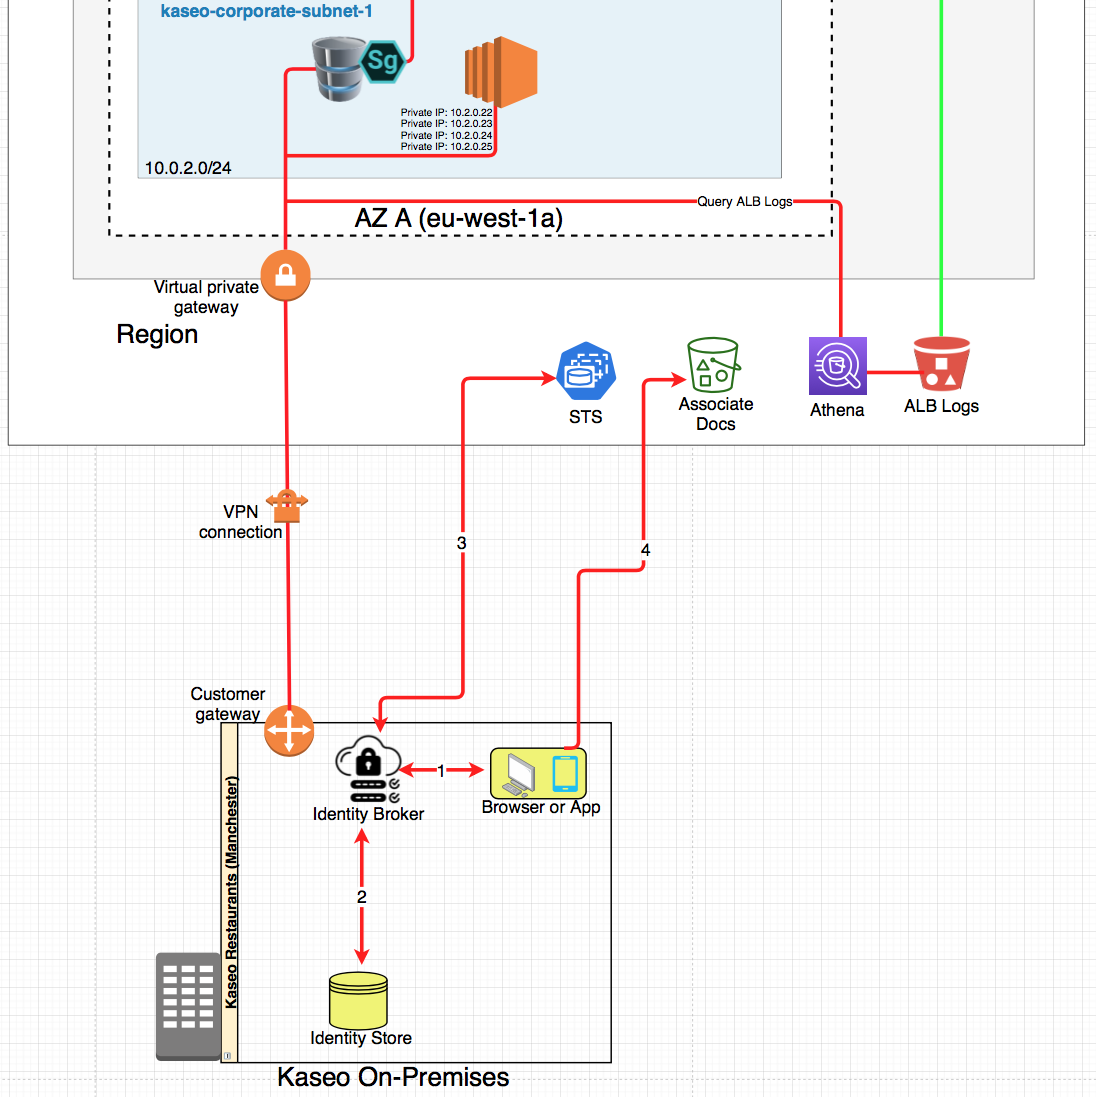 kaseo-corporate-subnet-1
Sg
Private IP: 10.2.0.22
Private IP: 10.2.0.23
Private IP: 10.2.0.24
Private IP: 10.2.0.25
10.0.2.0/24
Query ALB Logs
AZ A (eu-west-1a)
Virtual private
gateway
Region
STS
Associate
Docs
Athena
ALB Logs
VPN
connection
3
4
Customer
gateway
1
Identity Broker
Browser or App
2
Kaseo Restaurants (Manchester)
Identity Store
Kaseo On-Premises